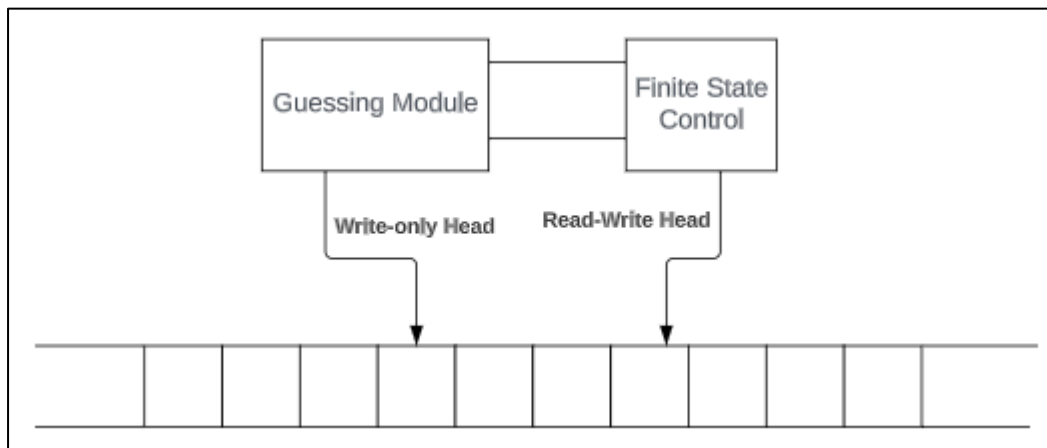 Guessing Module
Finite State
Control
Write-only Head
Read-Write Head